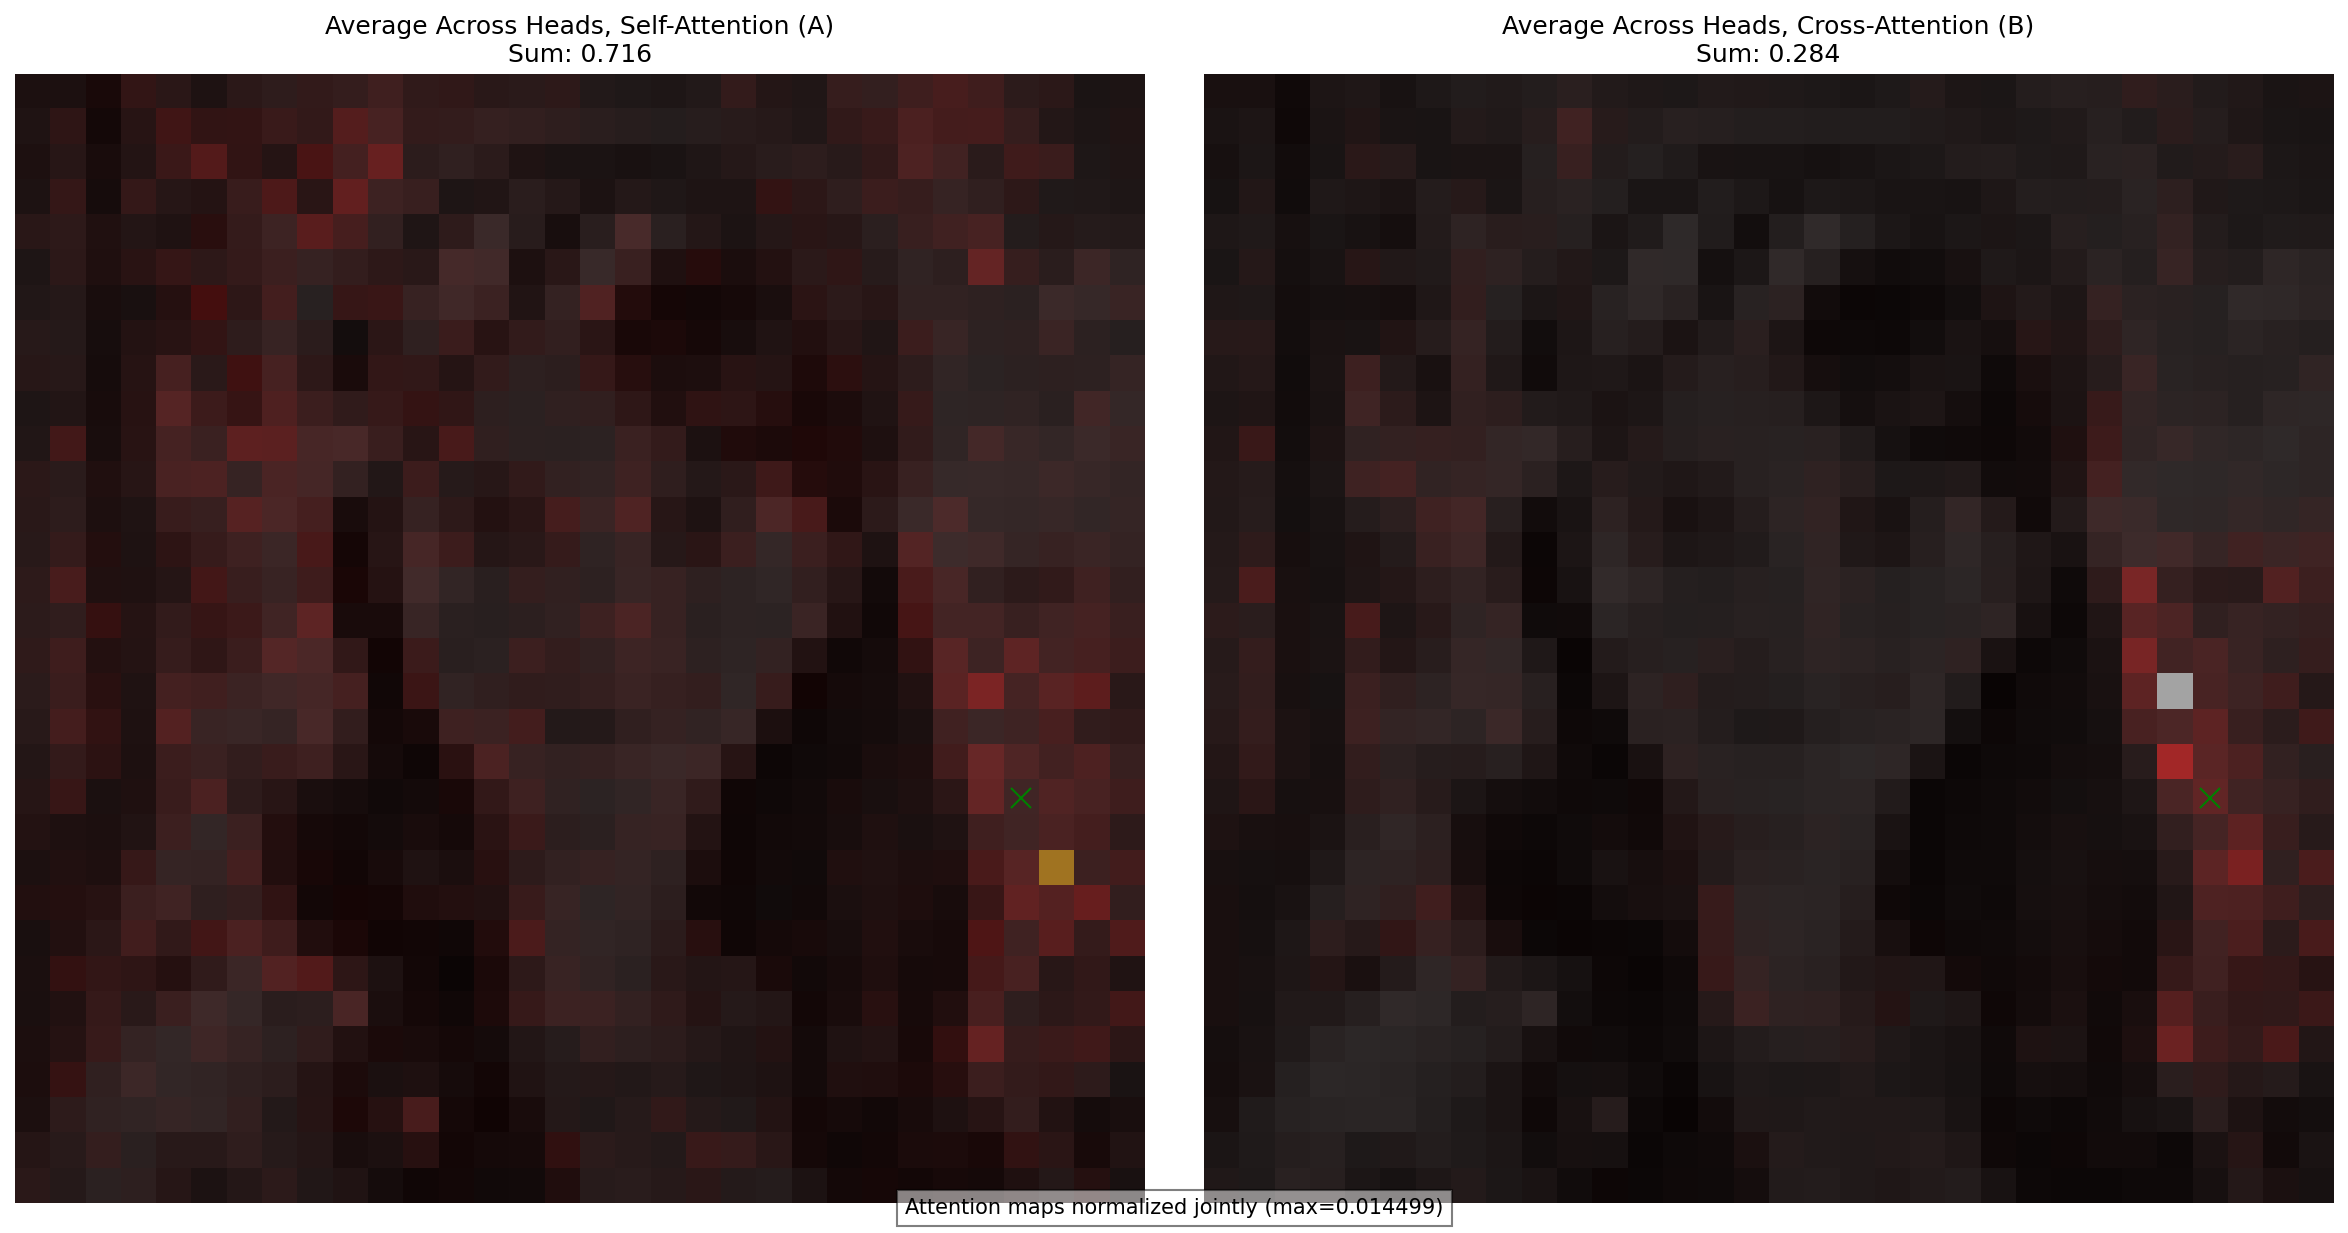 Average Across Heads, Self-Attention (A)
Sum: 0.716
Average Across Heads, Cross-Attention (B)
Sum: 0.284
Attention maps normalized jointly (max=0.014499)